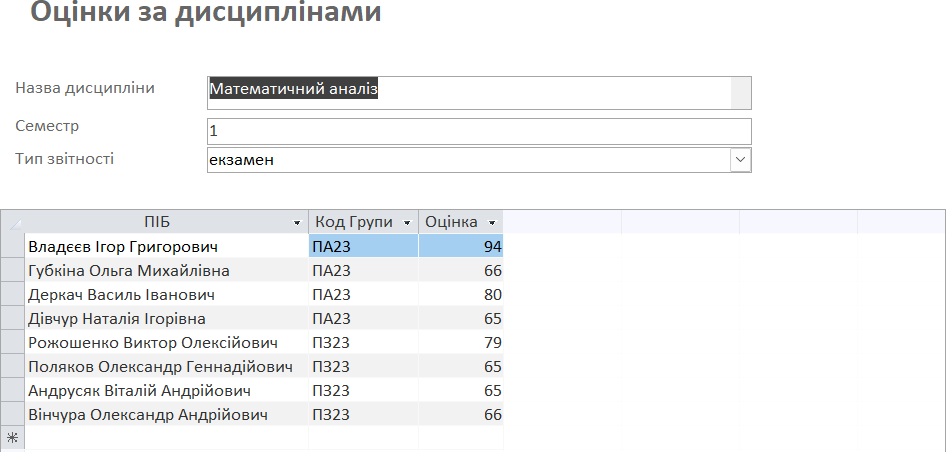 Оцінки за дисциплінами
Назва дисципліни Математичний аналіз
Семестр 1
Тип звітності екзамен
ПІБ Код Групи Оцінка
Владєєв Ігор Григорович ПА23 94
Губкіна Ольга Михайлівна ПА23 66
Деркач Василь Іванович ПА23 80
Дівчур Наталія Ігорівна ПА23 65
Рожошенко Виктор Олексійович ПЗ23 79
Поляков Олександр Геннадійович ПЗ23 65
Андрусяк Віталій Андрійович ПЗ23 65
Вінчура Олександр Андрійович ПЗ23 66